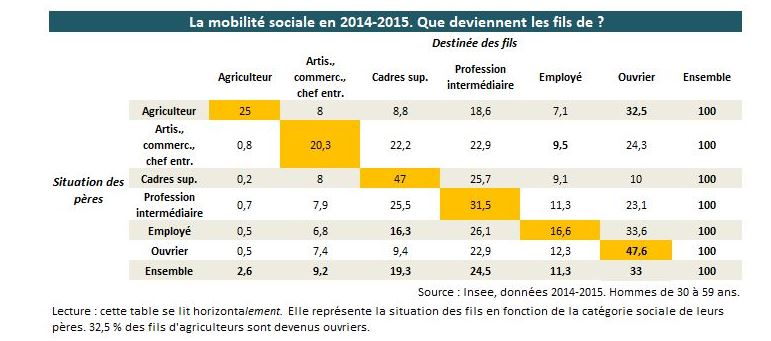 La mobilité sociale en 2014-2015. Que deviennent les fils de ?
Destinée des fils
Agriculteur Artis., commerc., chef entr. Cadres sup. Profession intermédiaire Employé Ouvrier Ensemble
Situation des pères
Agriculteur 25 8 8,8 18,6 7,1 32,5 100
Artis., commerc., chef entr. 0,8 20,3 22,2 22,9 9,5 24,3 100
Cadres sup. 0,2 8 47 25,7 9,1 10 100
Profession intermédiaire 0,7 7,9 25,5 31,5 11,3 23,1 100
Employé 0,5 6,8 16,3 26,1 16,6 33,6 100
Ouvrier 0,5 7,4 9,4 22,9 12,3 47,6 100
Ensemble 2,6 9,2 19,3 24,5 11,3 33 100
Source : Insee, données 2014-2015. Hommes de 30 à 59 ans.
Lecture : cette table se lit horizontalement. Elle représente la situation des fils en fonction de la catégorie sociale de leurs
pères. 32,5 % des fils d'agriculteurs sont devenus ouvriers.